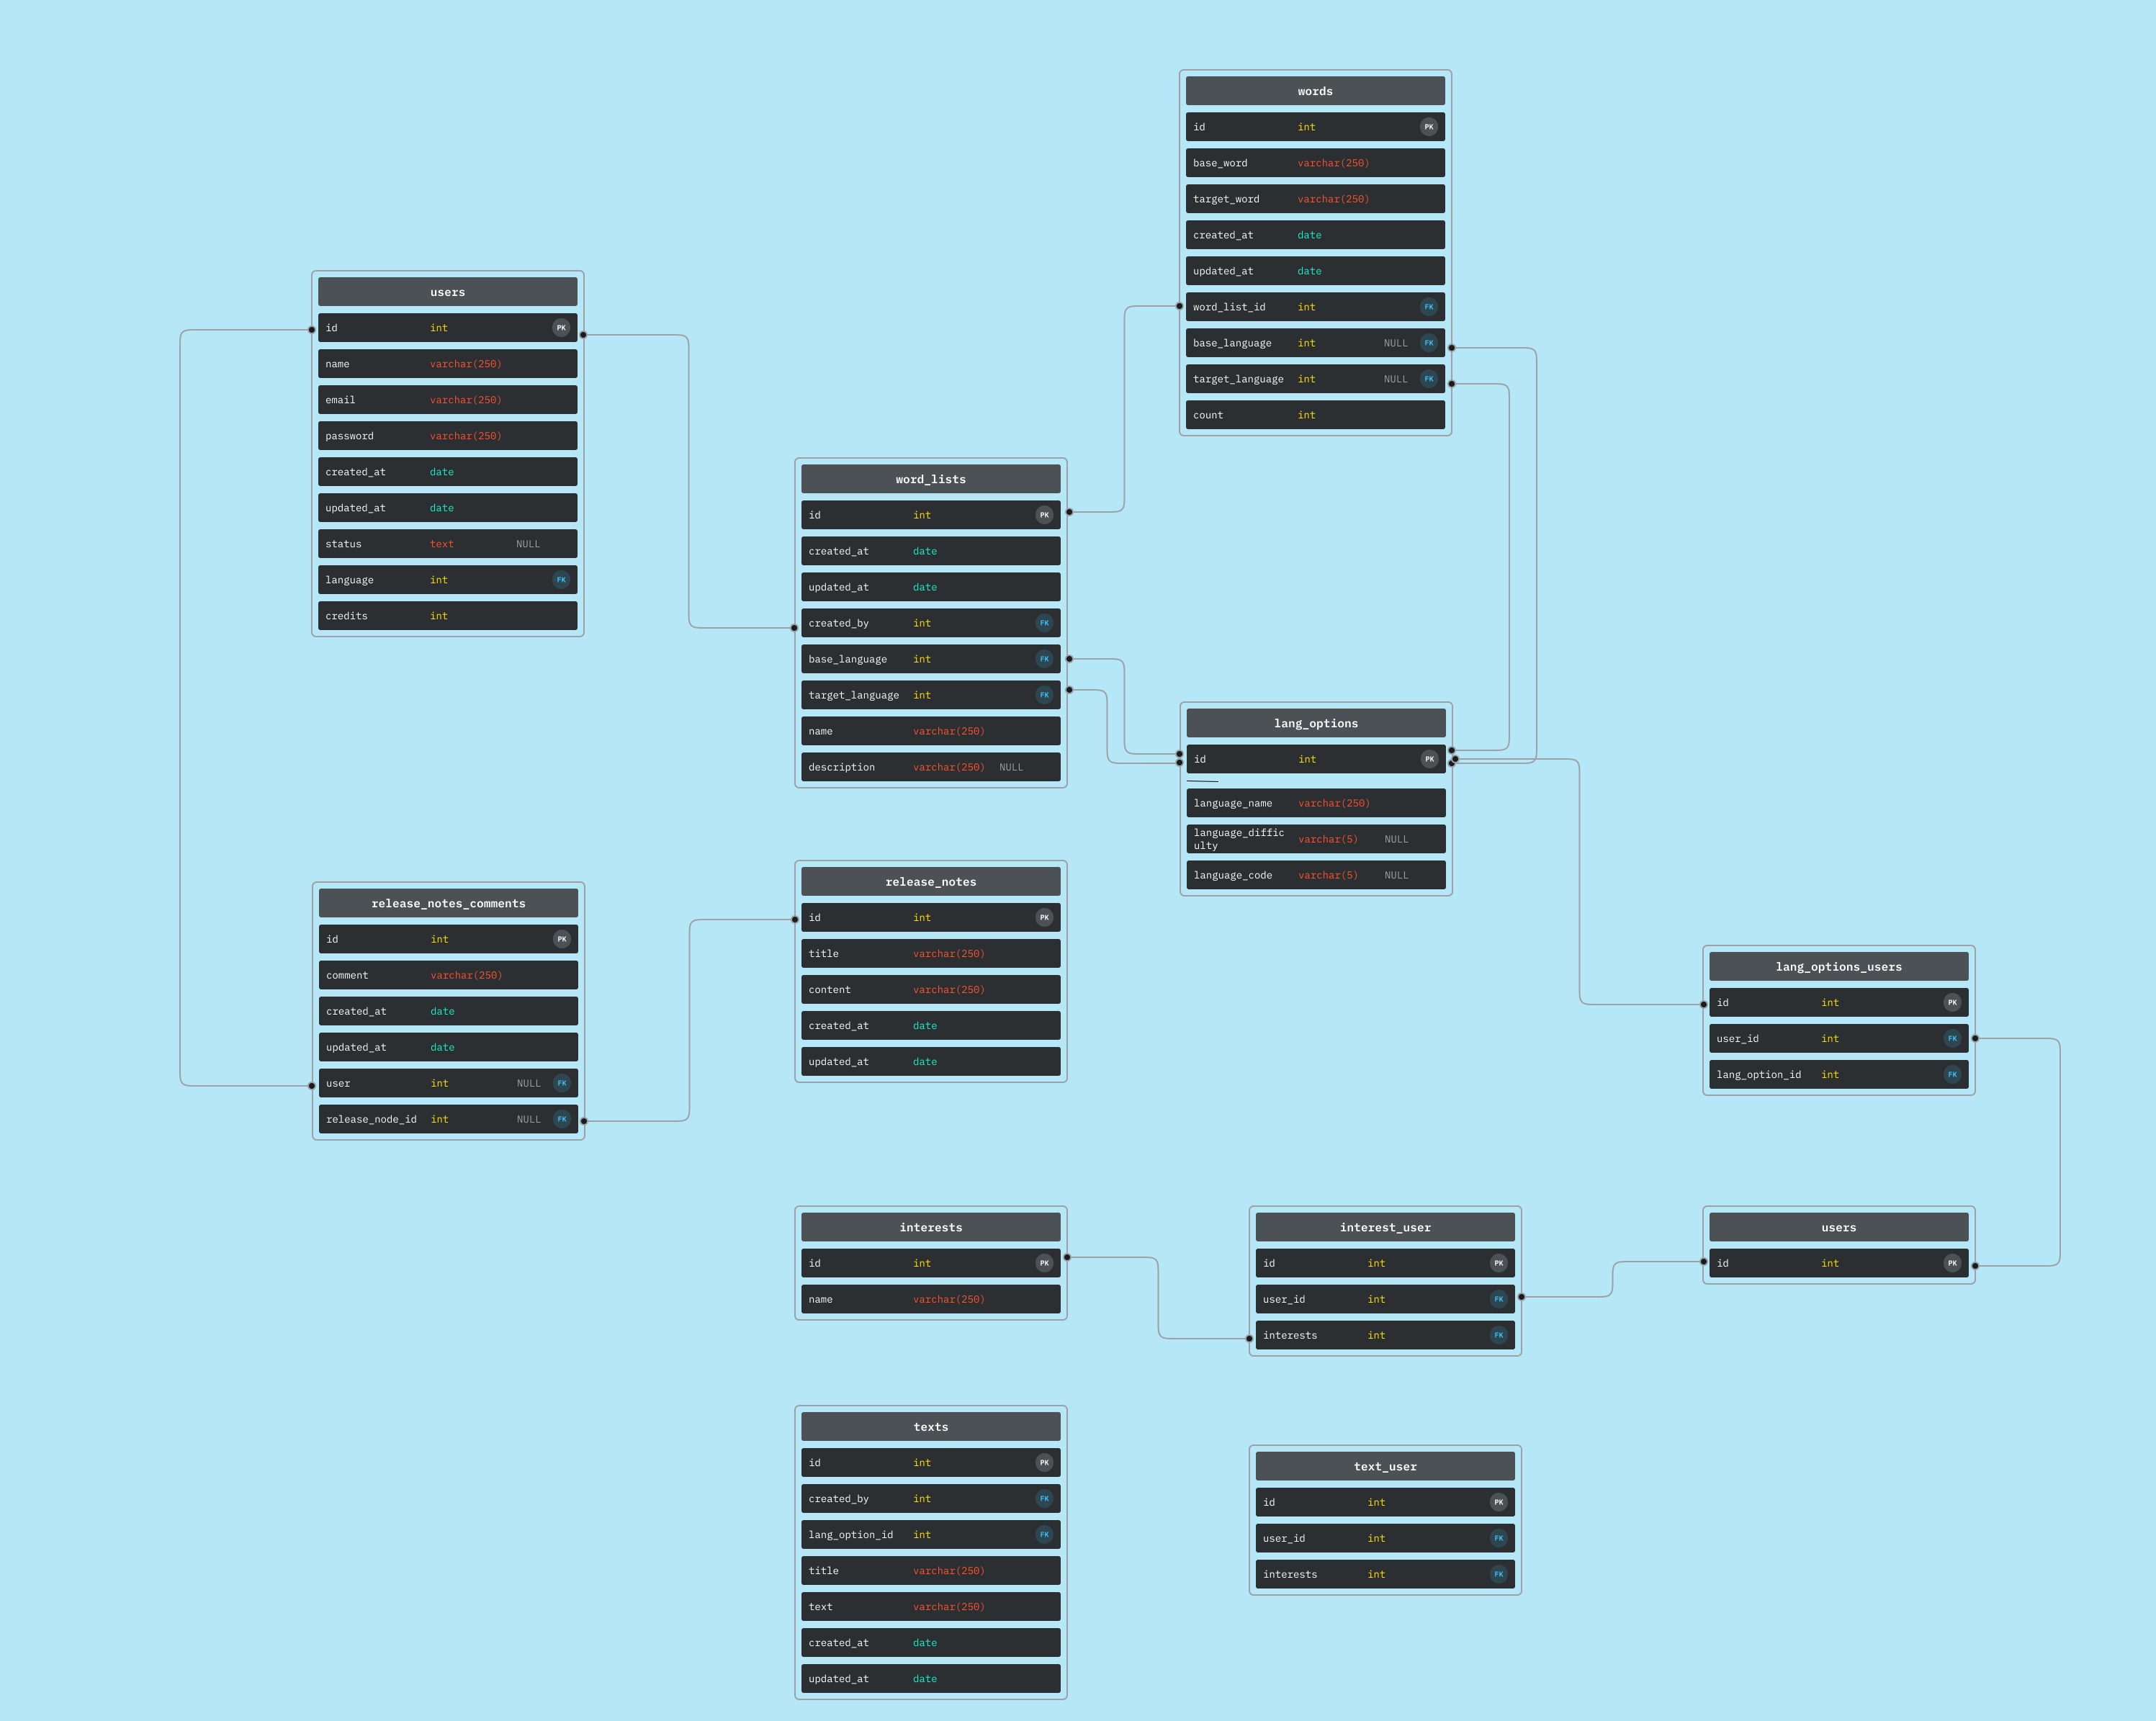 words
id int PK
base_word varchar(250)
target_word varchar(250)
created_at date
updated_at date
word_list_id int FK
base_language int NULL FK
target_language int NULL FK
count int
users
id int PK
name varchar(250)
email varchar(250)
password varchar(250)
created_at date
updated_at date
status text NULL
language int FK
credits int
word_lists
id int PK
created_at date
updated_at date
created_by int FK
base_language int FK
target_language int FK
name varchar(250)
description varchar(250) NULL
lang_options
id int PK
language_name varchar(250)
language_diffic
ulty varchar(5) NULL
language_code varchar(5) NULL
release_notes_comments
id int PK
comment varchar(250)
created_at date
updated_at date
user int NULL FK
release_node_id int NULL FK
release_notes
id int PK
title varchar(250)
content varchar(250)
created_at date
updated_at date
lang_options_users
id int PK
user_id int FK
lang_option_id int FK
interests
id int PK
name varchar(250)
interest_user
id int PK
user_id int FK
interests int FK
users
id int PK
texts
id int PK
created_by int FK
lang_option_id int FK
title varchar(250)
text varchar(250)
created_at date
updated_at date
text_user
id int PK
user_id int FK
interests int FK